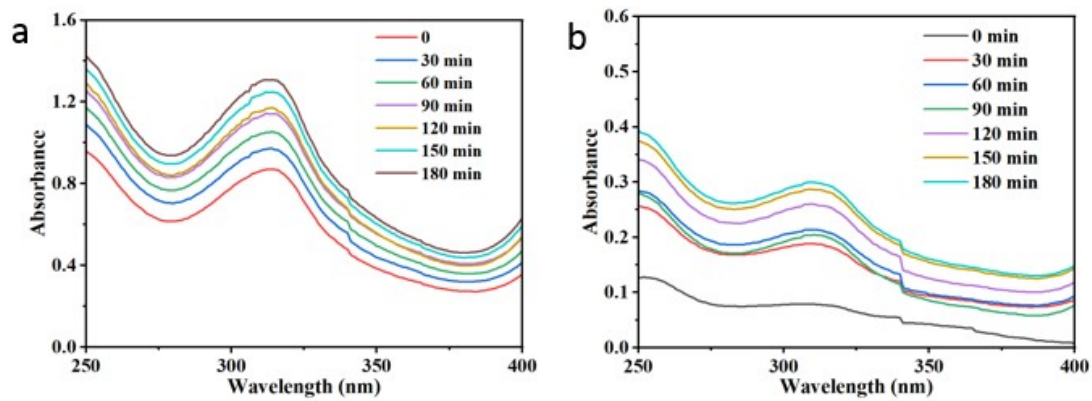 a
1.6
1.2
0.8
0.4
0.0
Absorbance
0
30 min
60 min
90 min
120 min
150 min
180 min
250
300
350
400
Wavelength (nm)
b
0.6
0.5
0.4
0.3
0.2
0.1
0.0
Absorbance
0 min
30 min
60 min
90 min
120 min
150 min
180 min
250
300
350
400
Wavelength (nm)